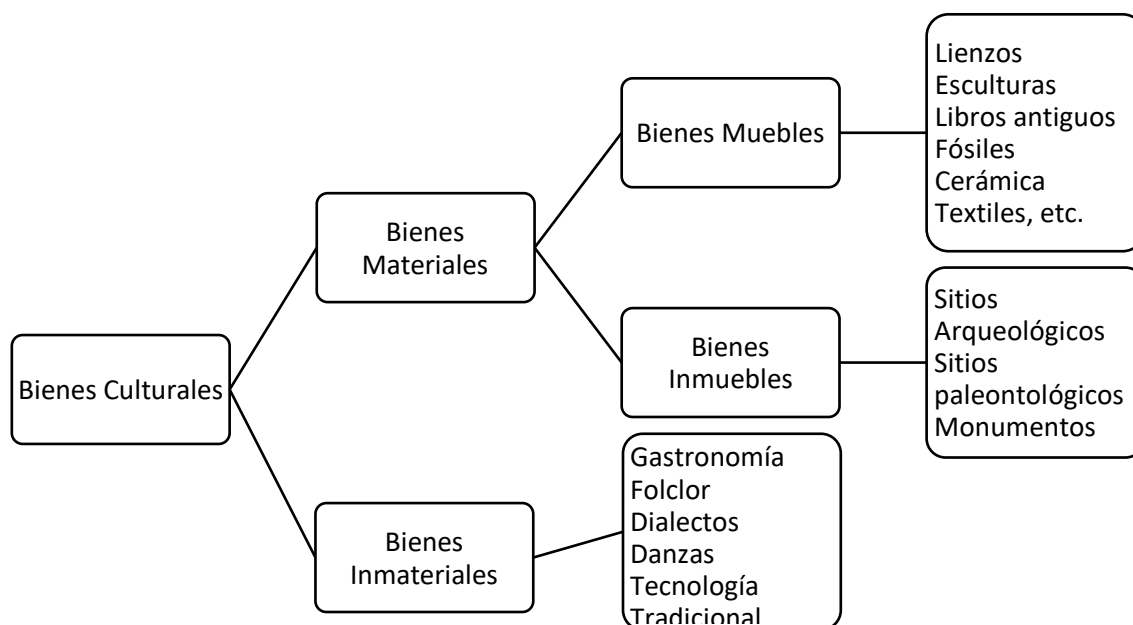 Bienes Culturales
Bienes
Materiales
Bienes Muebles
Lienzos
Esculturas
Libros antiguos
Fósiles
Cerámica
Textiles, etc.
Bienes
Inmuebles
Sitios
Arqueológicos
Sitios
paleontológicos
Monumentos
Bienes
Inmateriales
Gastronomía
Folclor
Dialectos
Danzas
Tecnología
Tradicional